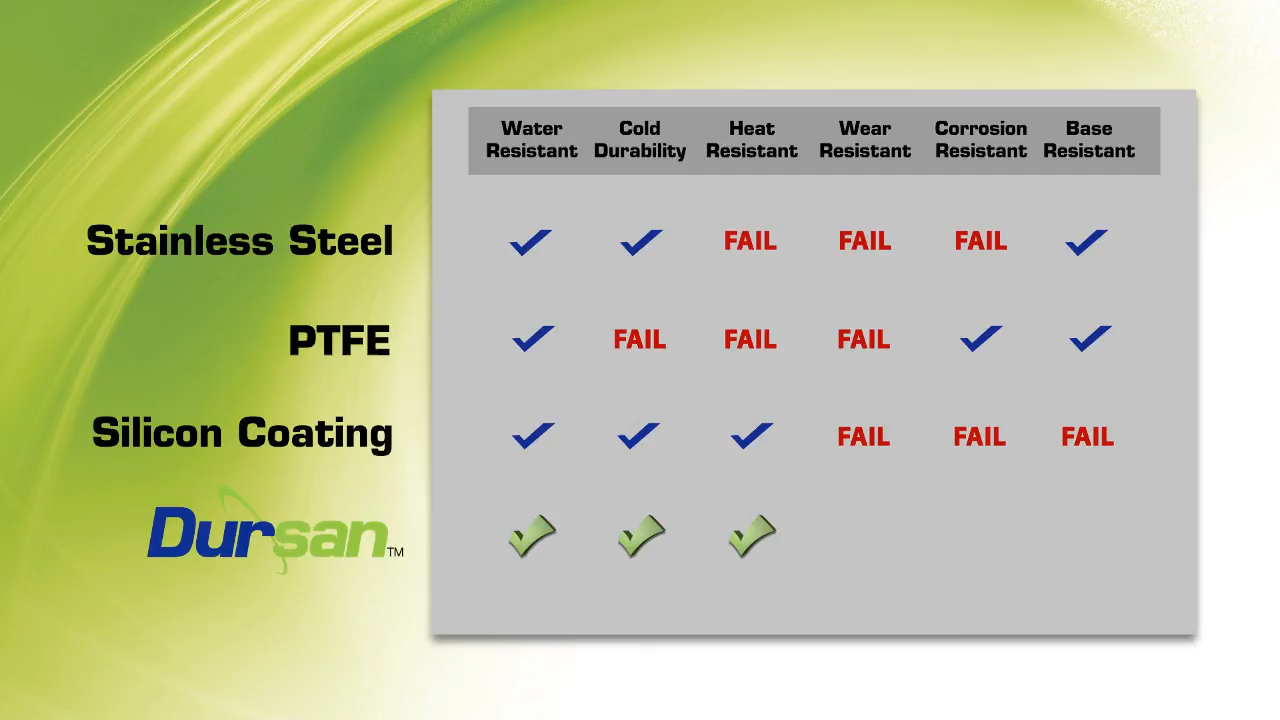 Water Cold Heat Wear Corrosion Base
Resistant Durability Resistant Resistant Resistant Resistant
Stainless Steel FAIL FAIL FAIL
PTFE FAIL FAIL FAIL
Silicon Coating FAIL FAIL FAIL
Dursan™